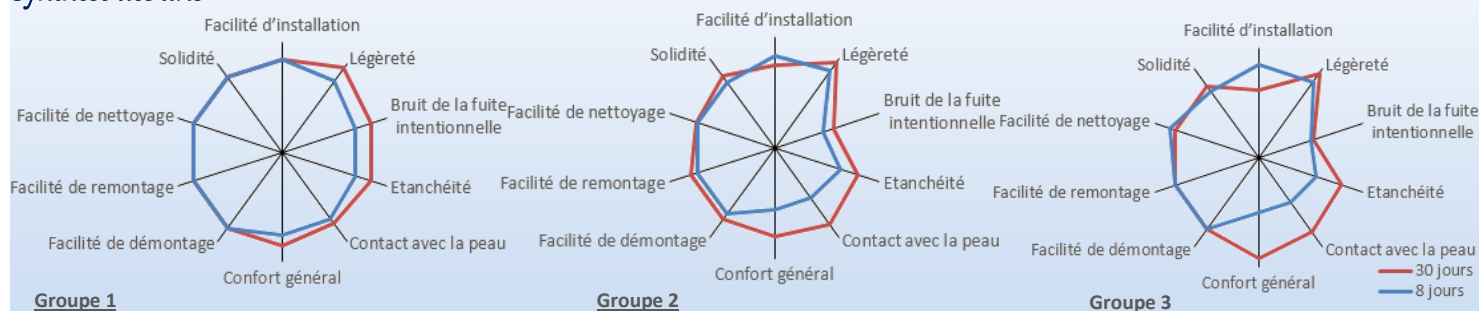 Facilité d'installation
Solidité
Légèreté
Facilité de nettoyage
Bruit de la fuite
intentionnelle
Facilité de remontage
Etanchéité
Facilité de démontage
Contact avec la peau
Confort général
Groupe 1
Facilité d'installation
Solidité
Légèreté
Facilité de nettoyage
Bruit de la fuite
intentionnelle
Facilité de remontage
Etanchéité
Facilité de démontage
Contact avec la peau
Confort général
Groupe 2
Facilité d'installation
Solidité
Légèreté
Facilité de nettoyage
Bruit de la fuite
intentionnelle
Facilité de remontage
Etanchéité
Facilité de démontage
Contact avec la peau
Confort général
30 jours
8 jours
Groupe 3